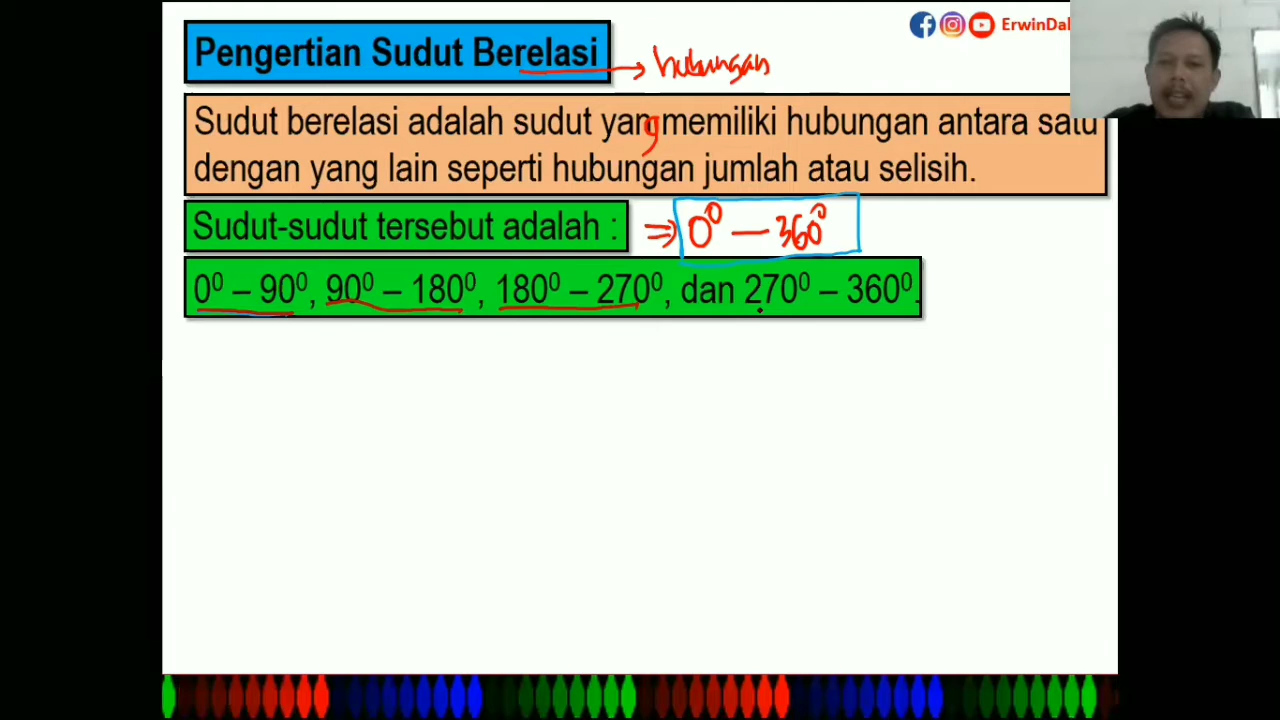 Pengertian Sudut Berelasi → hubungan
ErwinDal
Sudut berelasi adalah sudut yang memiliki hubungan antara satu
dengan yang lain seperti hubungan jumlah atau selisih.
Sudut-sudut tersebut adalah : ⇒ 0⁰ – 360⁰
0⁰ – 90⁰, 90⁰ – 180⁰, 180⁰ – 270⁰, dan 270⁰ – 360⁰.